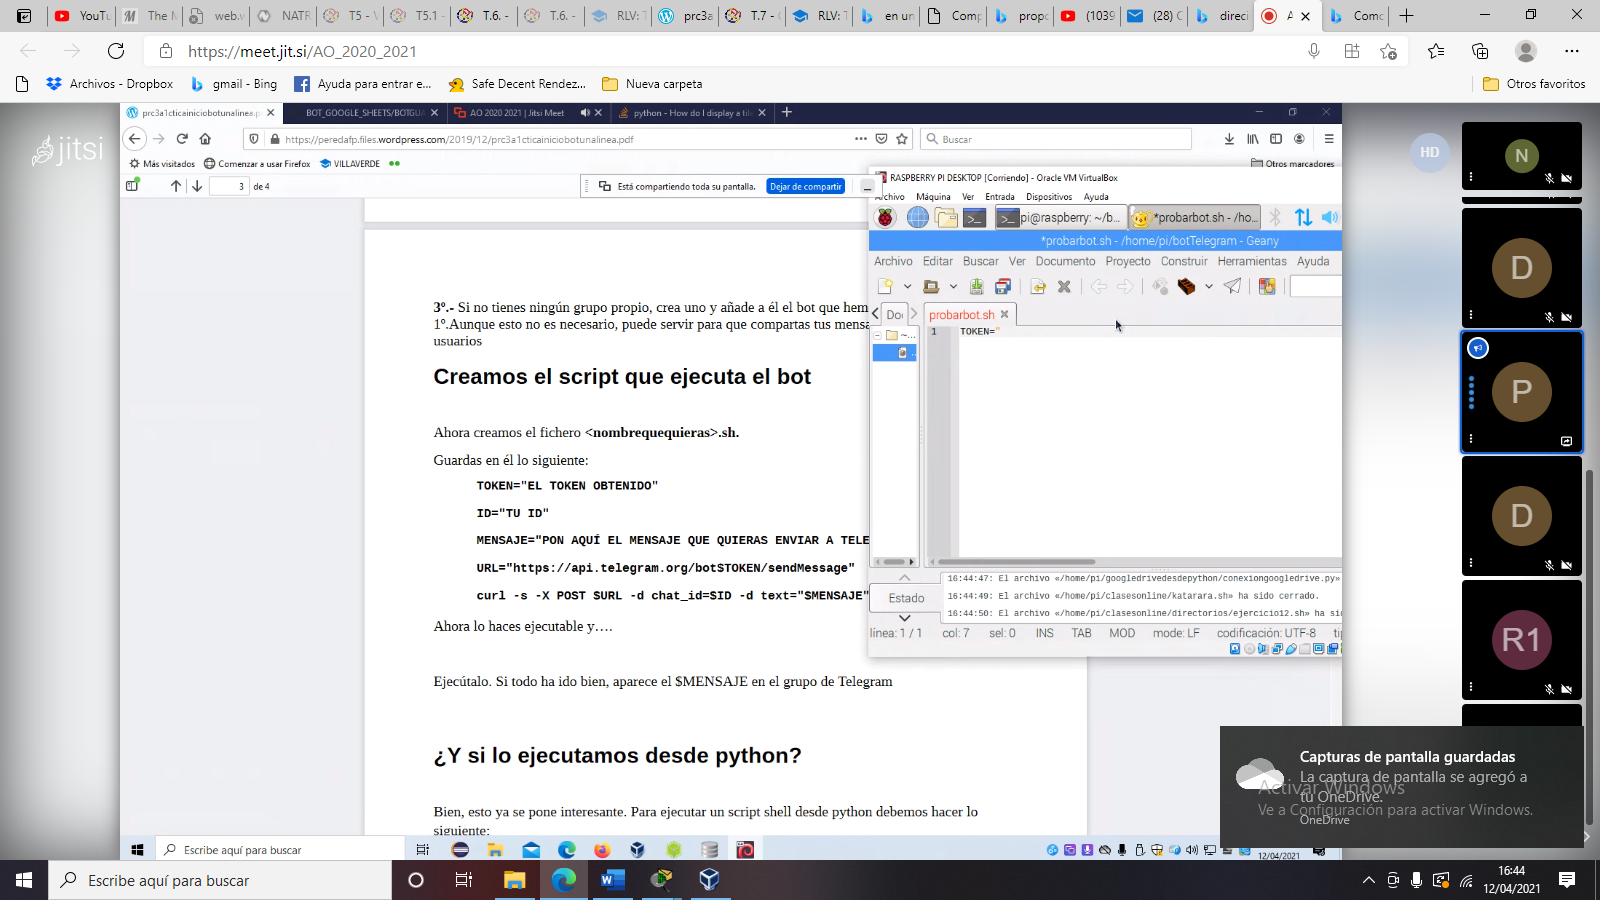 YouTu
The M
web.v
NATR
T5 - \
T5.1 -
T.6. -
T.6. -
RLV: T
prc3a
T.7 - C
RLV: T
en un
Comp
propo
(1039
(28) C
direci
A
Comc
https://meet.jit.si/AO_2020_2021
Archivos - Dropbox
gmail - Bing
Ayuda para entrar e...
Safe Decent Rendez...
Nueva carpeta
Otros favoritos
jitsi
prc3a1cticainiciobotunalinea.p
BOT_GOOGLE_SHEETS/BOTGUA
AO 2020 2021 | Jitsi Meet
python - How do I display a tile
https://peredafp.files.wordpress.com/2019/12/prc3a1cticainiciobotunalinea.pdf
Buscar
Más visitados
Comenzar a usar Firefox
VILLAVERDE
Otros marcadores
3
de 4
Está compartiendo toda su pantalla.
Dejar de compartir
3º.- Si no tienes ningún grupo propio, crea uno y añade a él el bot que hem
1º.Aunque esto no es necesario, puede servir para que compartas tus mensa
usuarios
Creamos el script que ejecuta el bot
Ahora creamos el fichero <nombrequequieras>.sh.
Guardas en él lo siguiente:
TOKEN="EL TOKEN OBTENIDO"
ID="TU ID"
MENSAJE="PON AQUÍ EL MENSAJE QUE QUIERAS ENVIAR A TELE
URL="https://api.telegram.org/bot$TOKEN/sendMessage"
curl -s -X POST $URL -d chat_id=$ID -d text="$MENSAJE"
Ahora lo haces ejecutable y….
Ejecútalo. Si todo ha ido bien, aparece el $MENSAJE en el grupo de Telegram
¿Y si lo ejecutamos desde python?
Bien, esto ya se pone interesante. Para ejecutar un script shell desde python debemos hacer lo
siguiente:
RASPBERRY PI DESKTOP [Corriendo] - Oracle VM VirtualBox
Archivo Máquina Ver Entrada Dispositivos Ayuda
pi@raspberry: ~/b...
*probarbot.sh - /ho...
*probarbot.sh - /home/pi/botTelegram - Geany
Archivo Editar Buscar Ver Documento Proyecto Construir Herramientas Ayuda
Doc
probarbot.sh
~...
1
TOKEN="
Estado
16:44:47: El archivo «/home/pi/googledrivedesdepython/conexiongoogledrive.py»
16:44:49: El archivo «/home/pi/clasesonline/katarara.sh» ha sido cerrado.
16:44:50: El archivo «/home/pi/clasesonline/directorios/ejercicio12.sh» ha si
línea: 1 / 1 col: 7 sel: 0 INS TAB MOD mode: LF codificación: UTF-8 ti
HD
N
D
P
D
R1
Capturas de pantalla guardadas
La captura de pantalla se agregó a
tu OneDrive.
OneDrive
Activar Windows
Ve a Configuración para activar Windows.
Escribe aquí para buscar
12/04/2021
Escribe aquí para buscar
16:44
12/04/2021